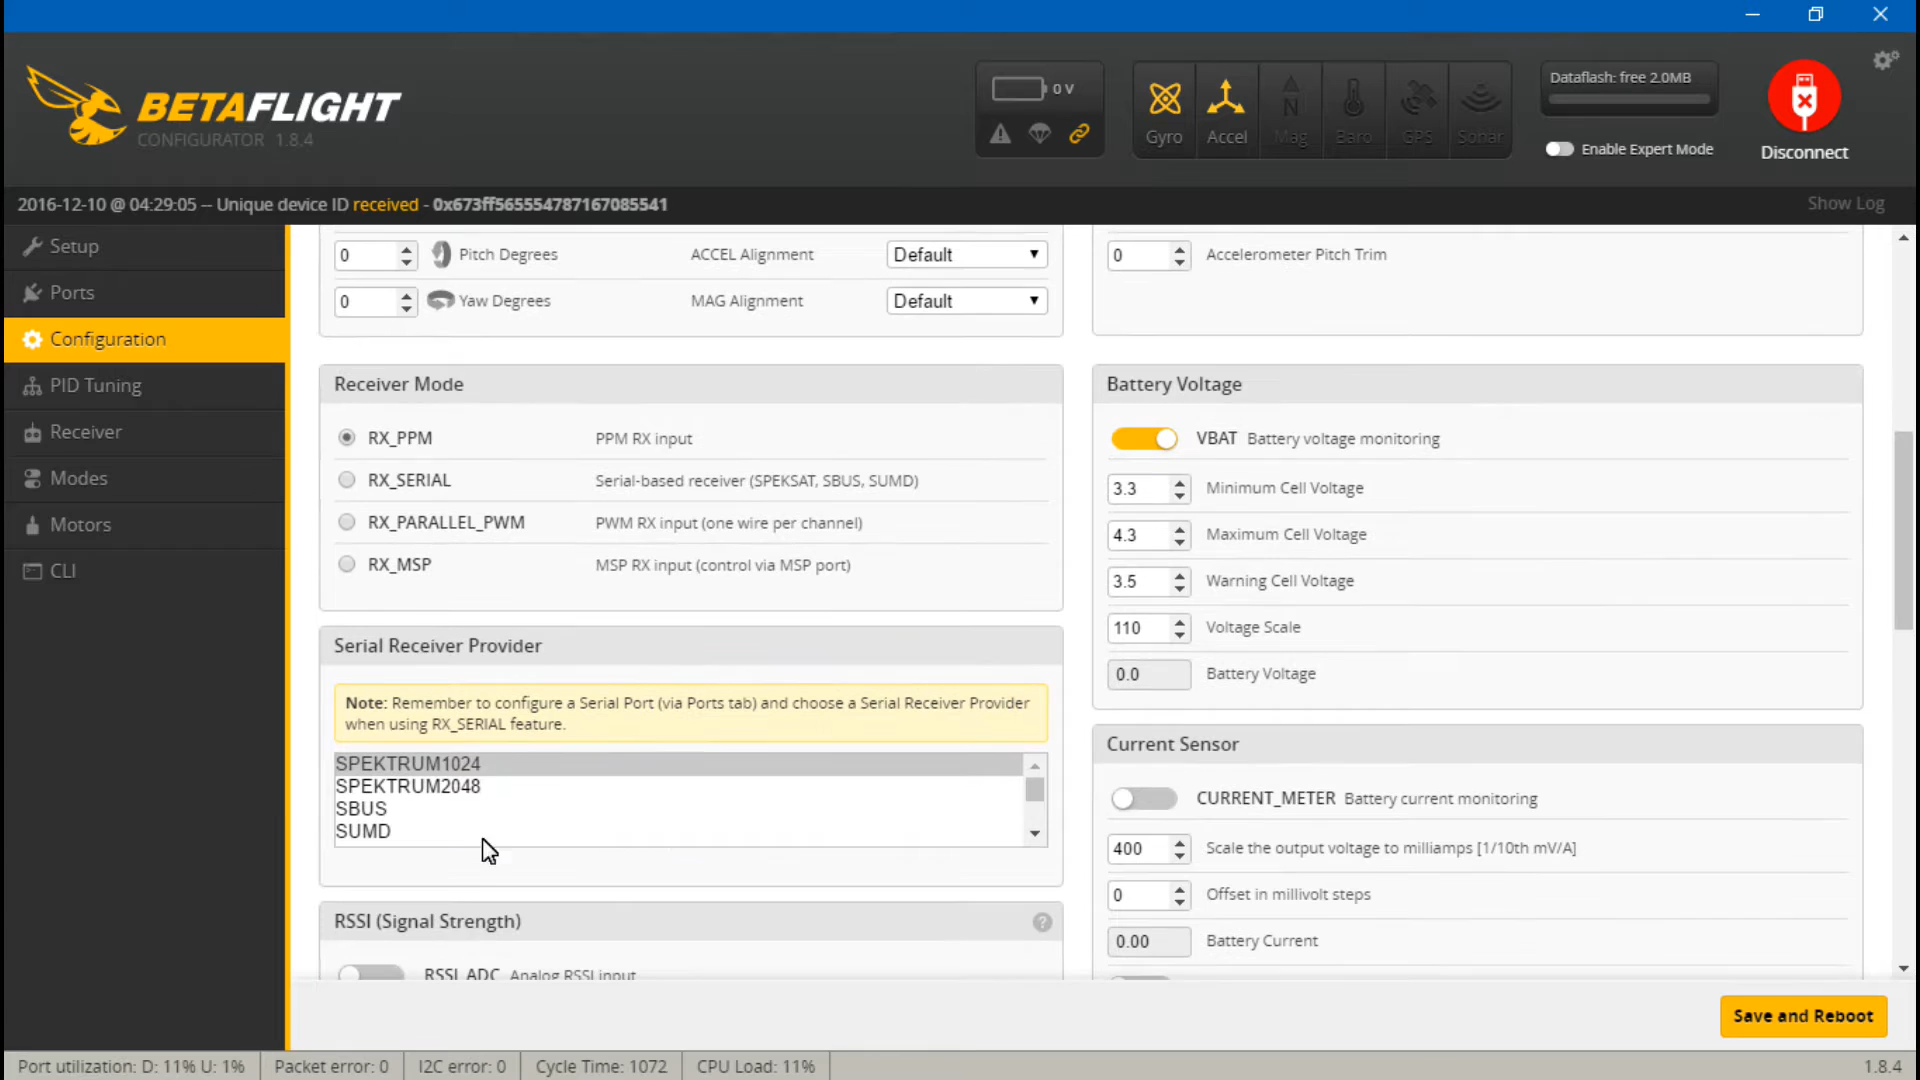 BETAFLIGHT
CONFIGURATOR 1.8.4
0 V
Gyro
Accel
Mag
Baro
GPS
Sonar
Dataflash: free 2.0MB
Enable Expert Mode
Disconnect
2016-12-10 @ 04:29:05 -- Unique device ID received - 0x673ff565554787167085541
Show Log
Setup
Ports
Configuration
PID Tuning
Receiver
Modes
Motors
CLI
0 Pitch Degrees ACCEL Alignment Default
0 Yaw Degrees MAG Alignment Default
0 Accelerometer Pitch Trim
Receiver Mode
RX_PPM PPM RX input
RX_SERIAL Serial-based receiver (SPEKSAT, SBUS, SUMD)
RX_PARALLEL_PWM PWM RX input (one wire per channel)
RX_MSP MSP RX input (control via MSP port)
Serial Receiver Provider
Note: Remember to configure a Serial Port (via Ports tab) and choose a Serial Receiver Provider
when using RX_SERIAL feature.
SPEKTRUM1024
SPEKTRUM2048
SBUS
SUMD
RSSI (Signal Strength) ?
RSSI_ADC Analog RSSI input
Battery Voltage
VBAT Battery voltage monitoring
3.3 Minimum Cell Voltage
4.3 Maximum Cell Voltage
3.5 Warning Cell Voltage
110 Voltage Scale
0.0 Battery Voltage
Current Sensor
CURRENT_METER Battery current monitoring
400 Scale the output voltage to milliamps [1/10th mV/A]
0 Offset in millivolt steps
0.00 Battery Current
Save and Reboot
Port utilization: D: 11% U: 1% Packet error: 0 I2C error: 0 Cycle Time: 1072 CPU Load: 11% 1.8.4